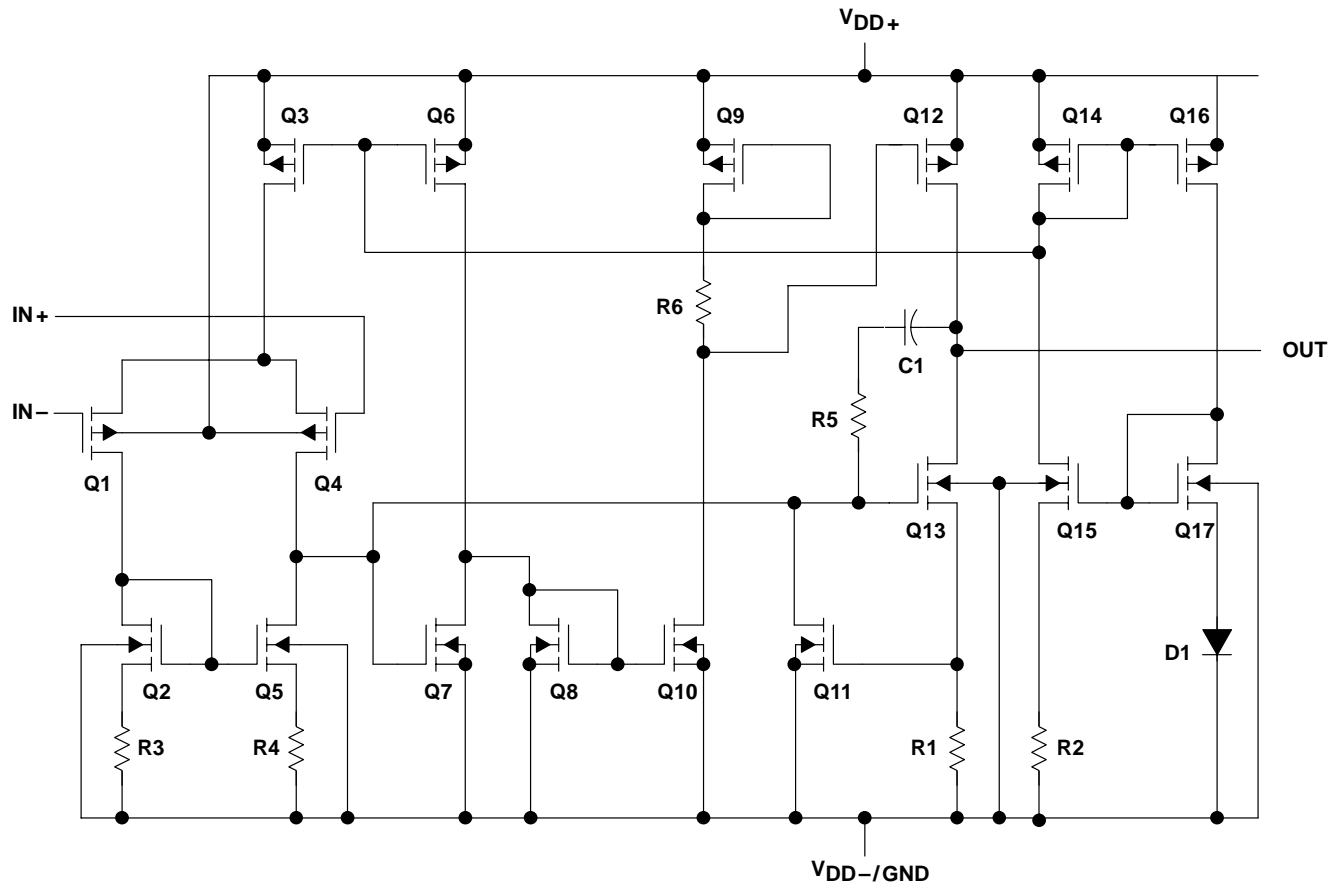 VDD+
Q3
Q6
Q9
Q12
Q14
Q16
R6
IN+
OUT
C1
IN−
R5
Q1
Q4
Q13
Q15
Q17
D1
Q2
Q5
Q7
Q8
Q10
Q11
R3
R4
R1
R2
VDD−/GND